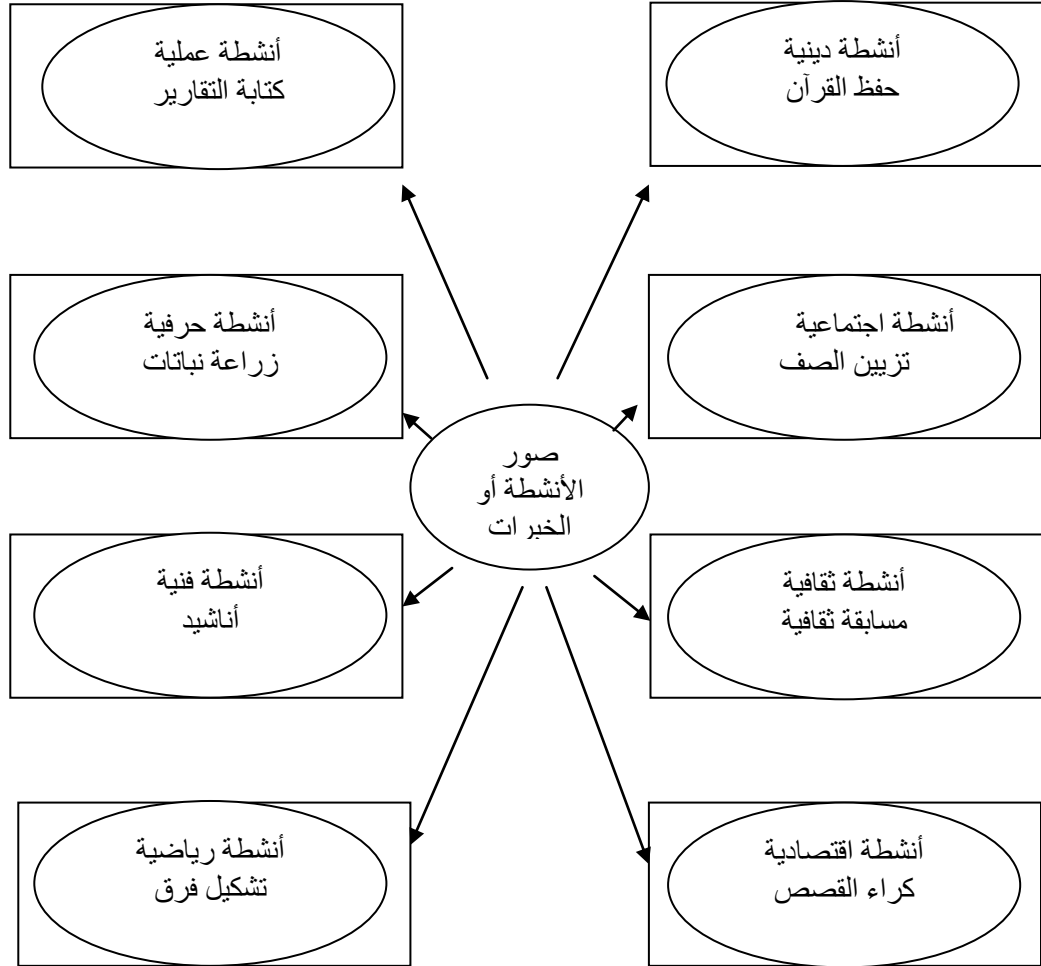 أنشطة دينية
حفظ القرآن
أنشطة عملية
كتابة التقارير
أنشطة اجتماعية
تزيين الصف
أنشطة حرفية
زراعة نباتات
صور
الأنشطة أو
الخبرات
أنشطة ثقافية
مسابقة ثقافية
أنشطة فنية
أناشيد
أنشطة اقتصادية
كراء القصص
أنشطة رياضية
تشكيل فرق